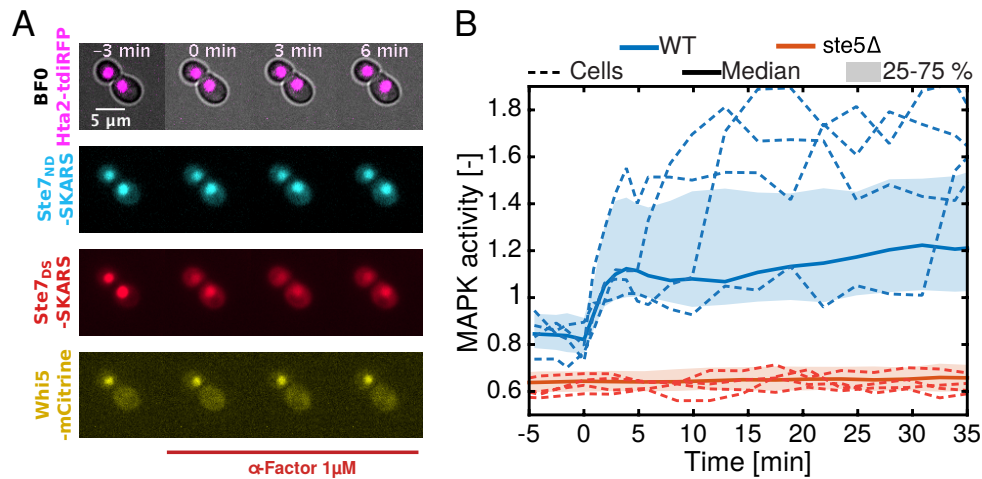 A
BF0
Hta2-tdiRFP
−3 min
0 min
3 min
6 min
5 μm
Ste7ND
-SKARS
Ste7DS
-SKARS
Whi5
-mCitrine
α-Factor 1μM
B
WT
ste5Δ
Cells
Median
25-75 %
MAPK activity [-]
1.8
1.6
1.4
1.2
1
0.8
0.6
-5
0
5
10
15
20
25
30
35
Time [min]